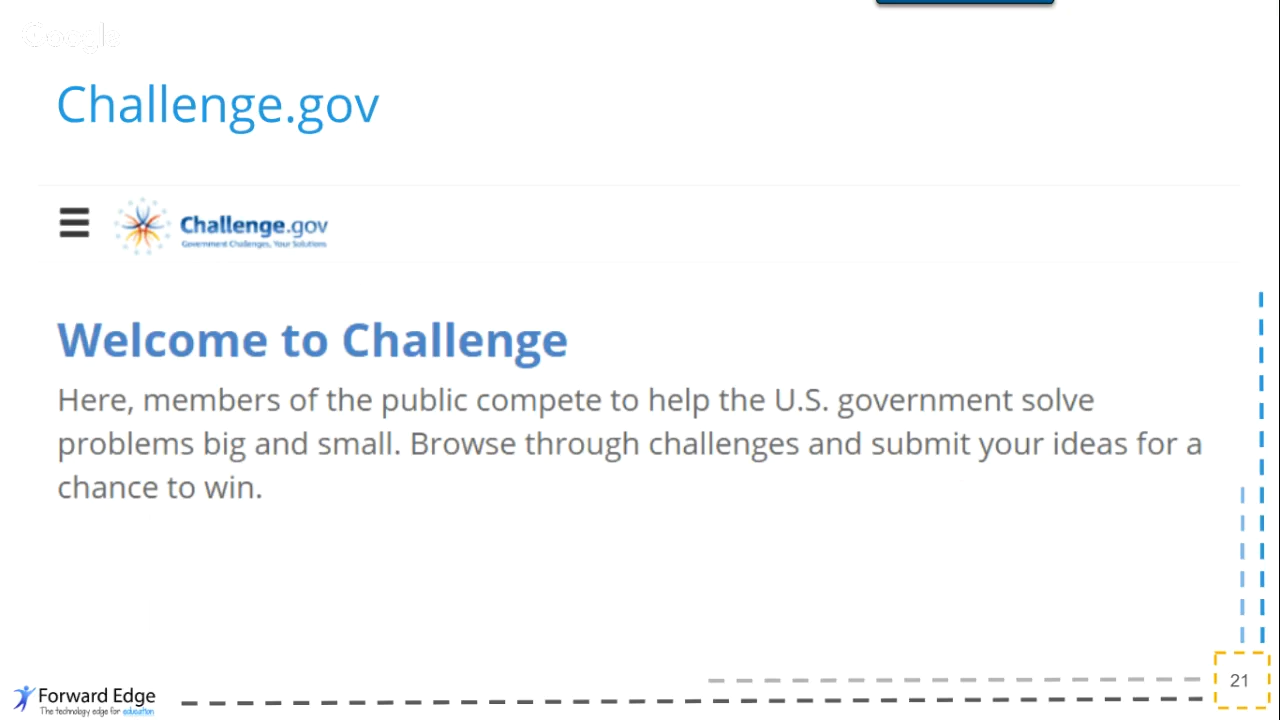 Google
Challenge.gov
Challenge.gov
Government Challenges, Your Solutions
Welcome to Challenge
Here, members of the public compete to help the U.S. government solve
problems big and small. Browse through challenges and submit your ideas for a
chance to win.
Forward Edge
The technology edge for education
21